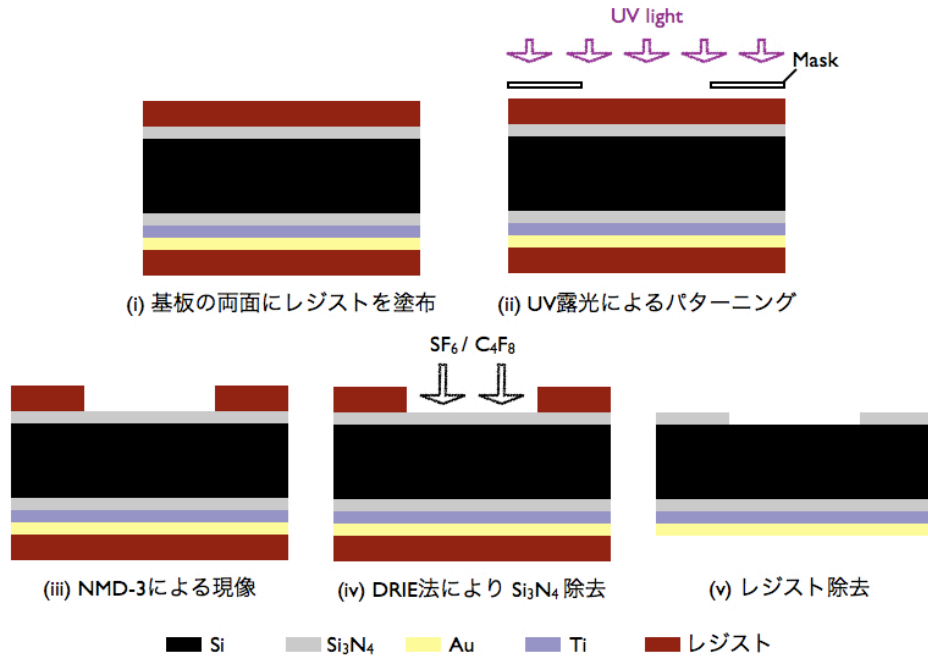 UV light
Mask
(i) 基板の両面にレジストを塗布
(ii) UV露光によるパターニング
SF₆ / C₄F₈
(iii) NMD-3による現像
(iv) DRIE法により Si₃N₄ 除去
(v) レジスト除去
Si
Si₃N₄
Au
Ti
レジスト